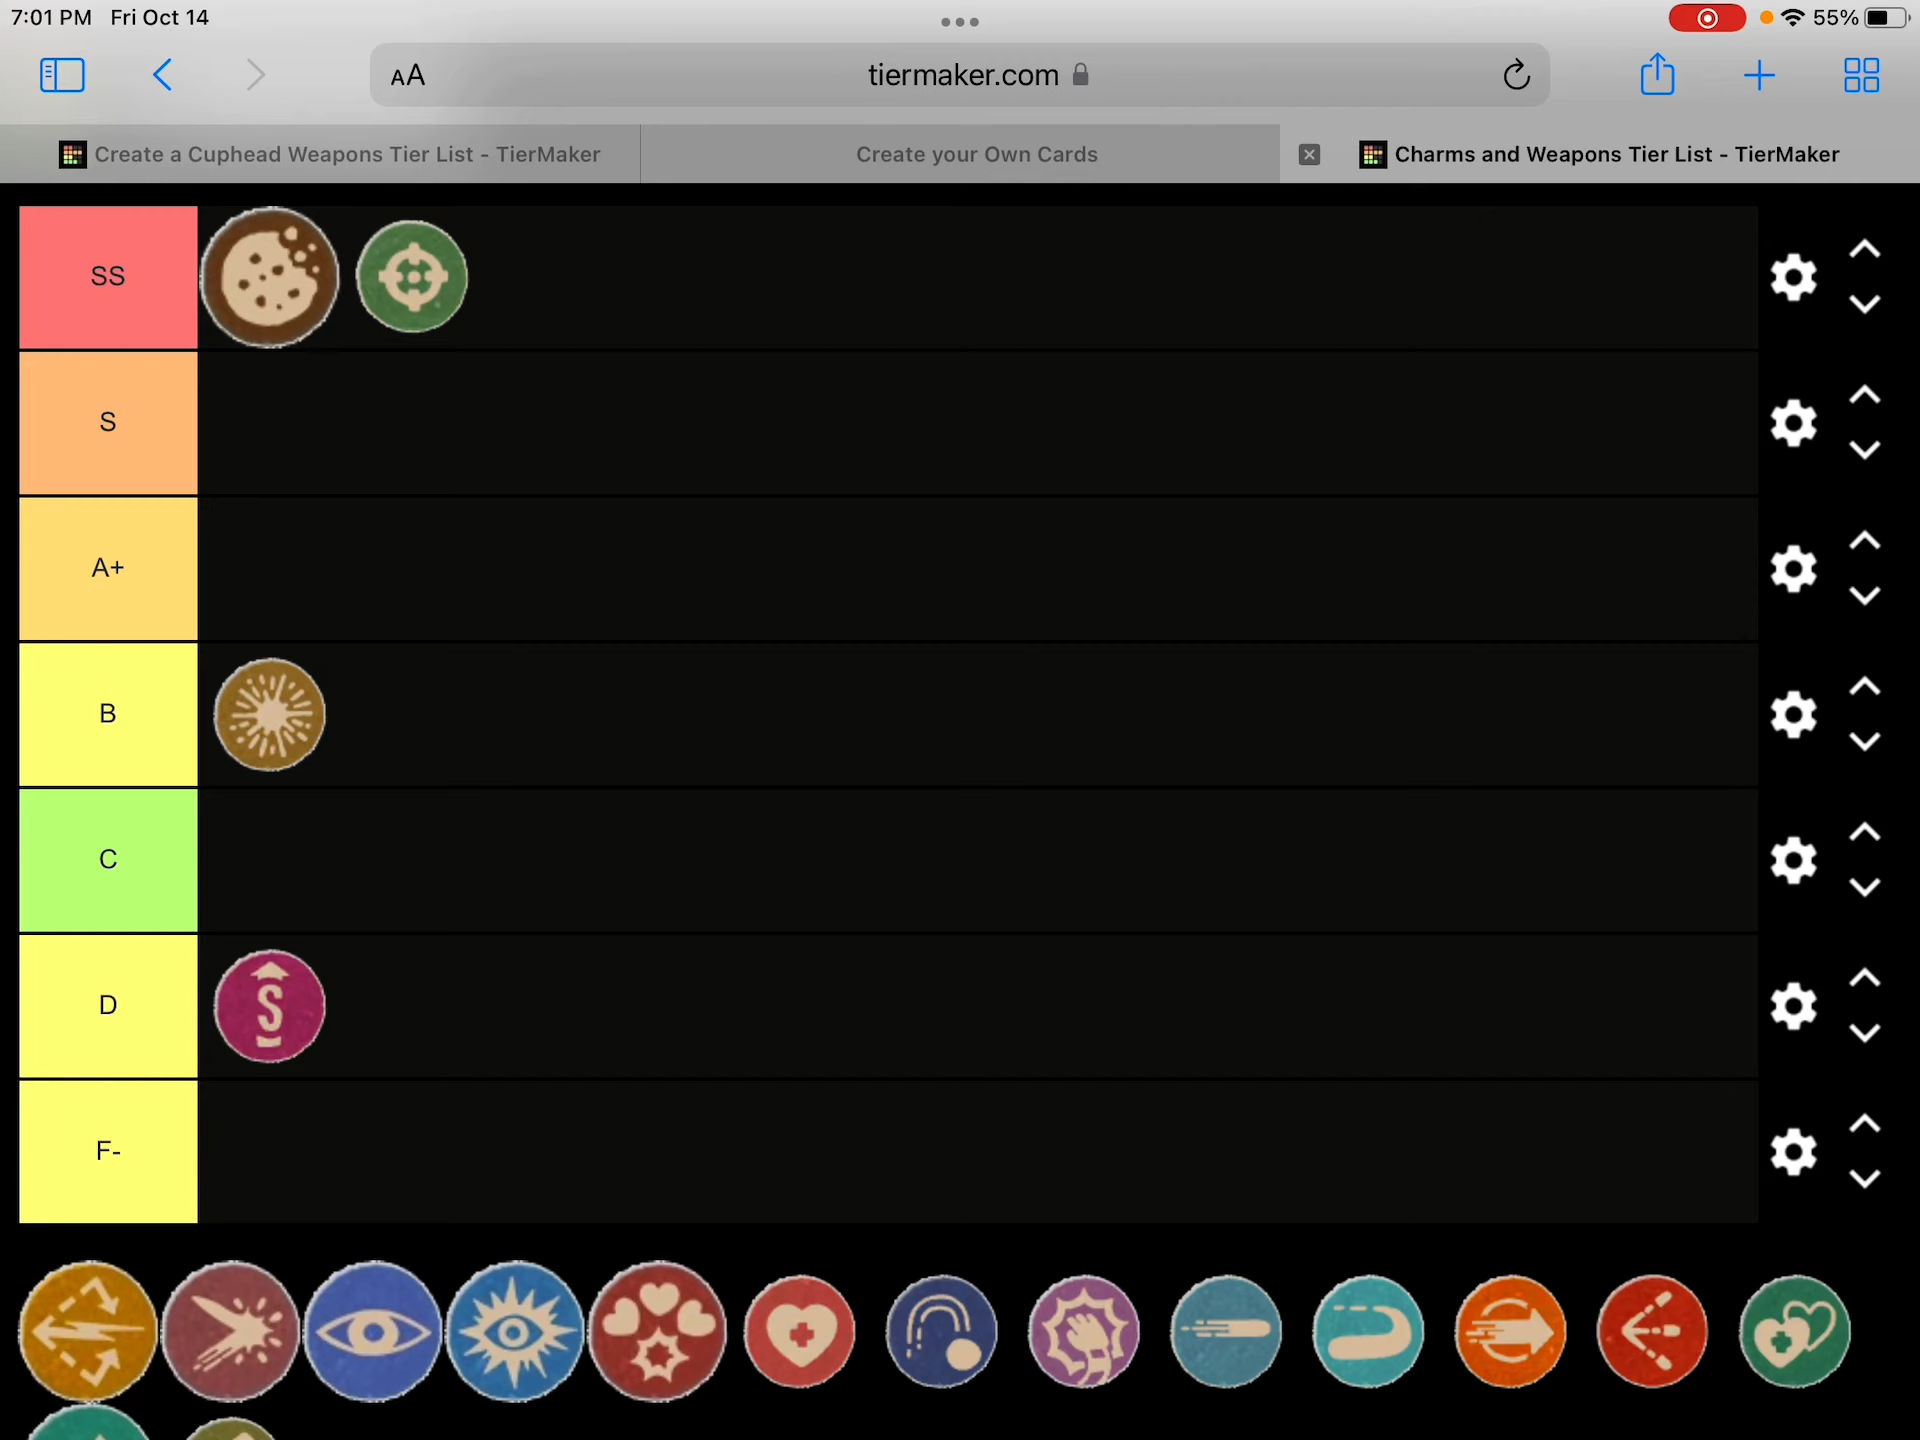 7:01 PM Fri Oct 14
55%
AA
tiermaker.com
Create a Cuphead Weapons Tier List - TierMaker
Create your Own Cards
Charms and Weapons Tier List - TierMaker
SS
S
A+
B
C
D
S
F-